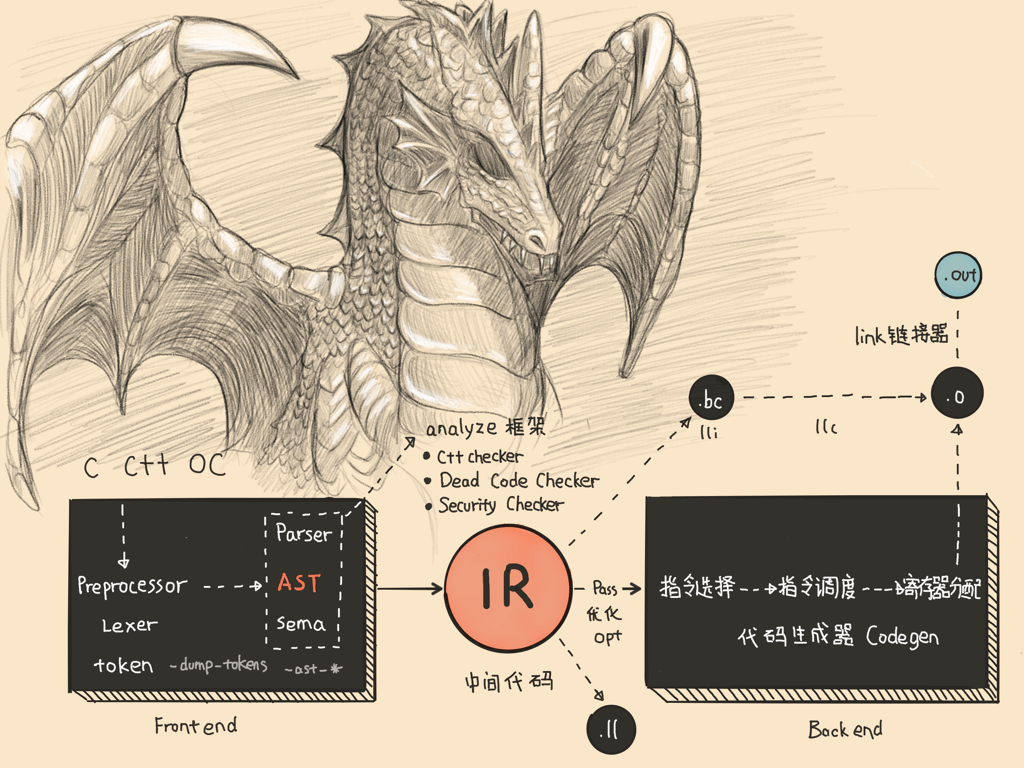 C C++ OC
Preprocessor
Lexer
token
-dump-tokens
Parser
AST
sema
-ast-*
Frontend
analyze 框架
• C++ checker
• Dead Code Checker
• Security Checker
IR
中间代码
Pass
优化
opt
.bc
lli
llc
.ll
.o
link链接器
.out
指令选择
指令调度
寄存器分配
代码生成器 Codegen
Backend